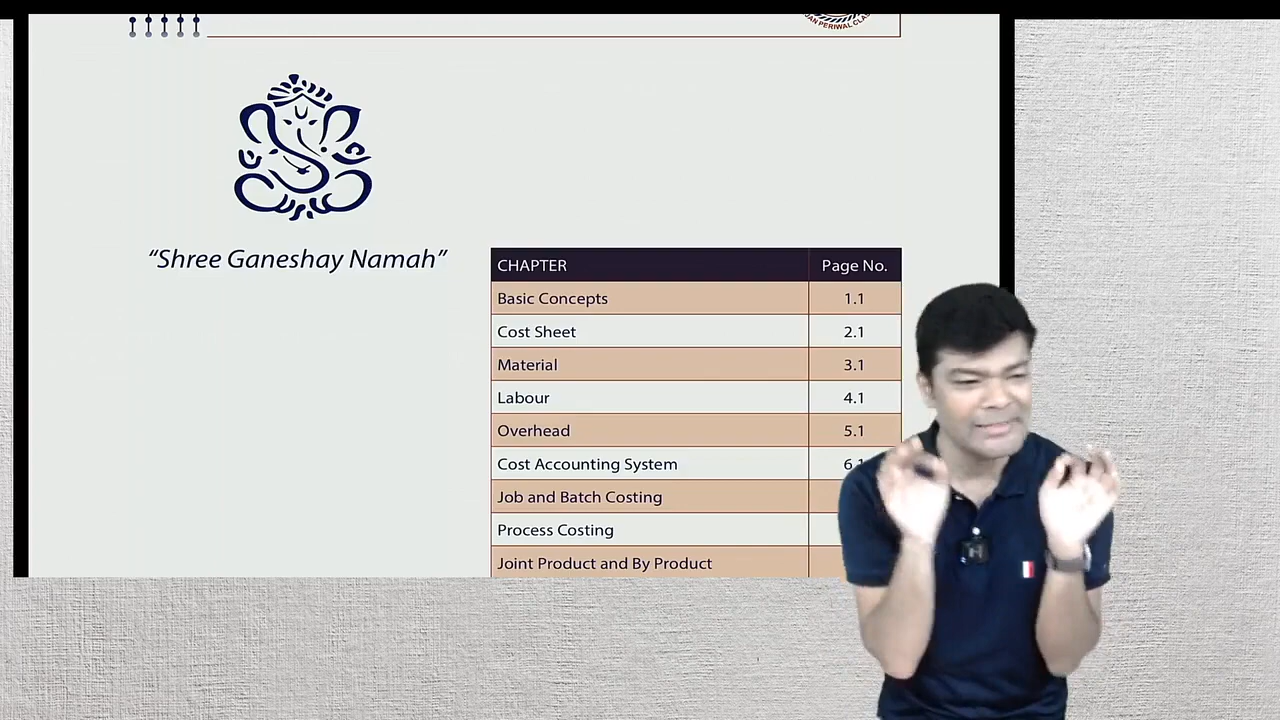 “Shree Ganeshay Namah”
CHAPTER Page No.
Basic Concepts 1.1
Cost Sheet 2.1
Material 3.1
Labour 4.1
Overhead 5.1
Cost Accounting System
Job and Batch Costing
Process Costing
Joint Product and By Product